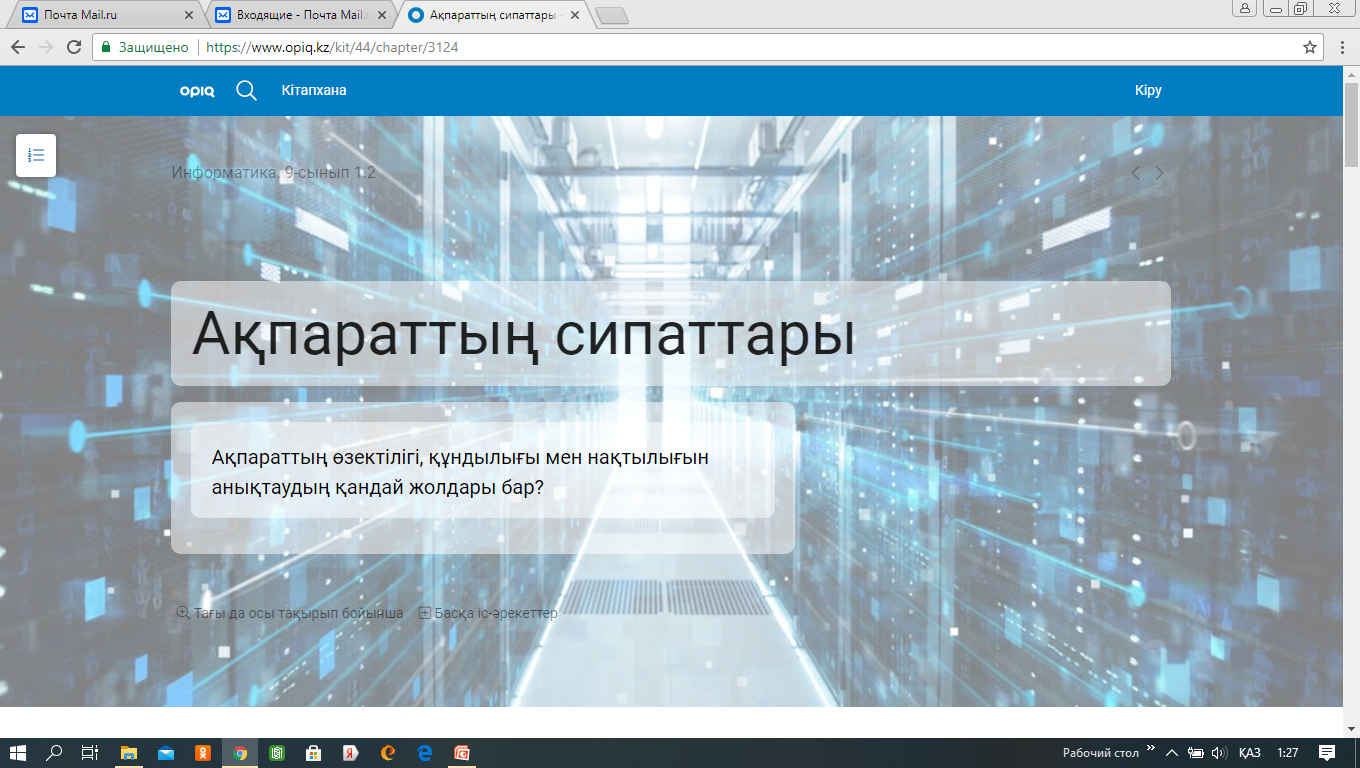 Почта Mail.ru
Входящие - Почта Mail.
Ақпараттың сипаттары
Защищено
https://www.opiq.kz/kit/44/chapter/3124
opiq
Кітапхана
Кіру
Информатика. 9-сынып 1.2
Ақпараттың сипаттары
Ақпараттың өзектілігі, құндылығы мен нақтылығын
анықтаудың қандай жолдары бар?
Тағы да осы тақырып бойынша
Басқа іс-әрекеттер
Рабочий стол
ҚАЗ
1:27